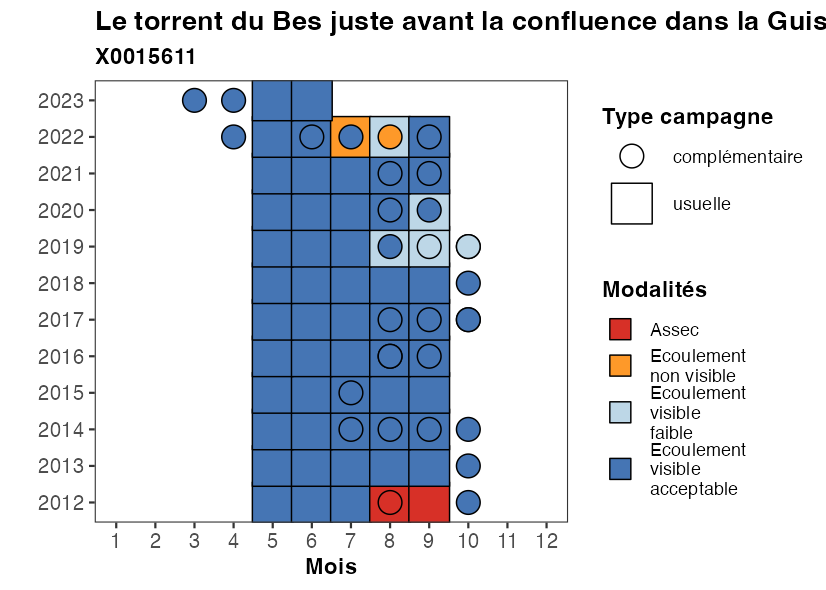 Le torrent du Bes juste avant la confluence dans la Guis
X0015611
2023
2022
2021
2020
2019
2018
2017
2016
2015
2014
2013
2012
1 2 3 4 5 6 7 8 9 10 11 12
Mois
Type campagne
complémentaire
usuelle
Modalités
Assec
Ecoulement
non visible
Ecoulement
visible
faible
Ecoulement
visible
acceptable